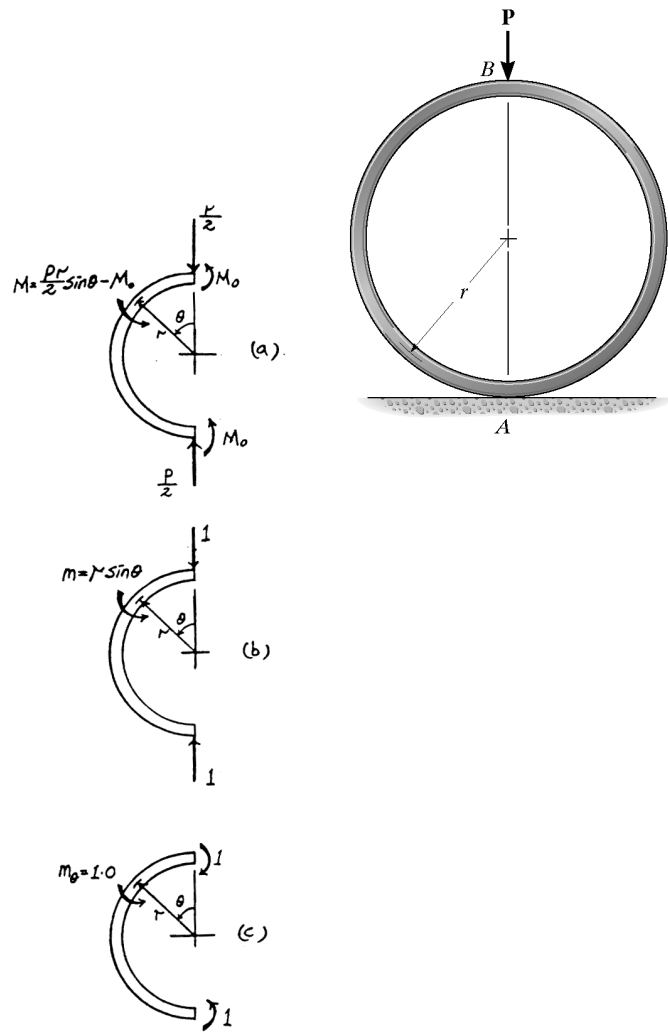 P
B
r
A
P/2
M₀
M = Pr/2 sinθ - M₀
θ
r
(a).
M₀
P/2
1
m = r sinθ
θ
r
(b)
1
1
m_θ = 1.0
θ
r
(c)
1